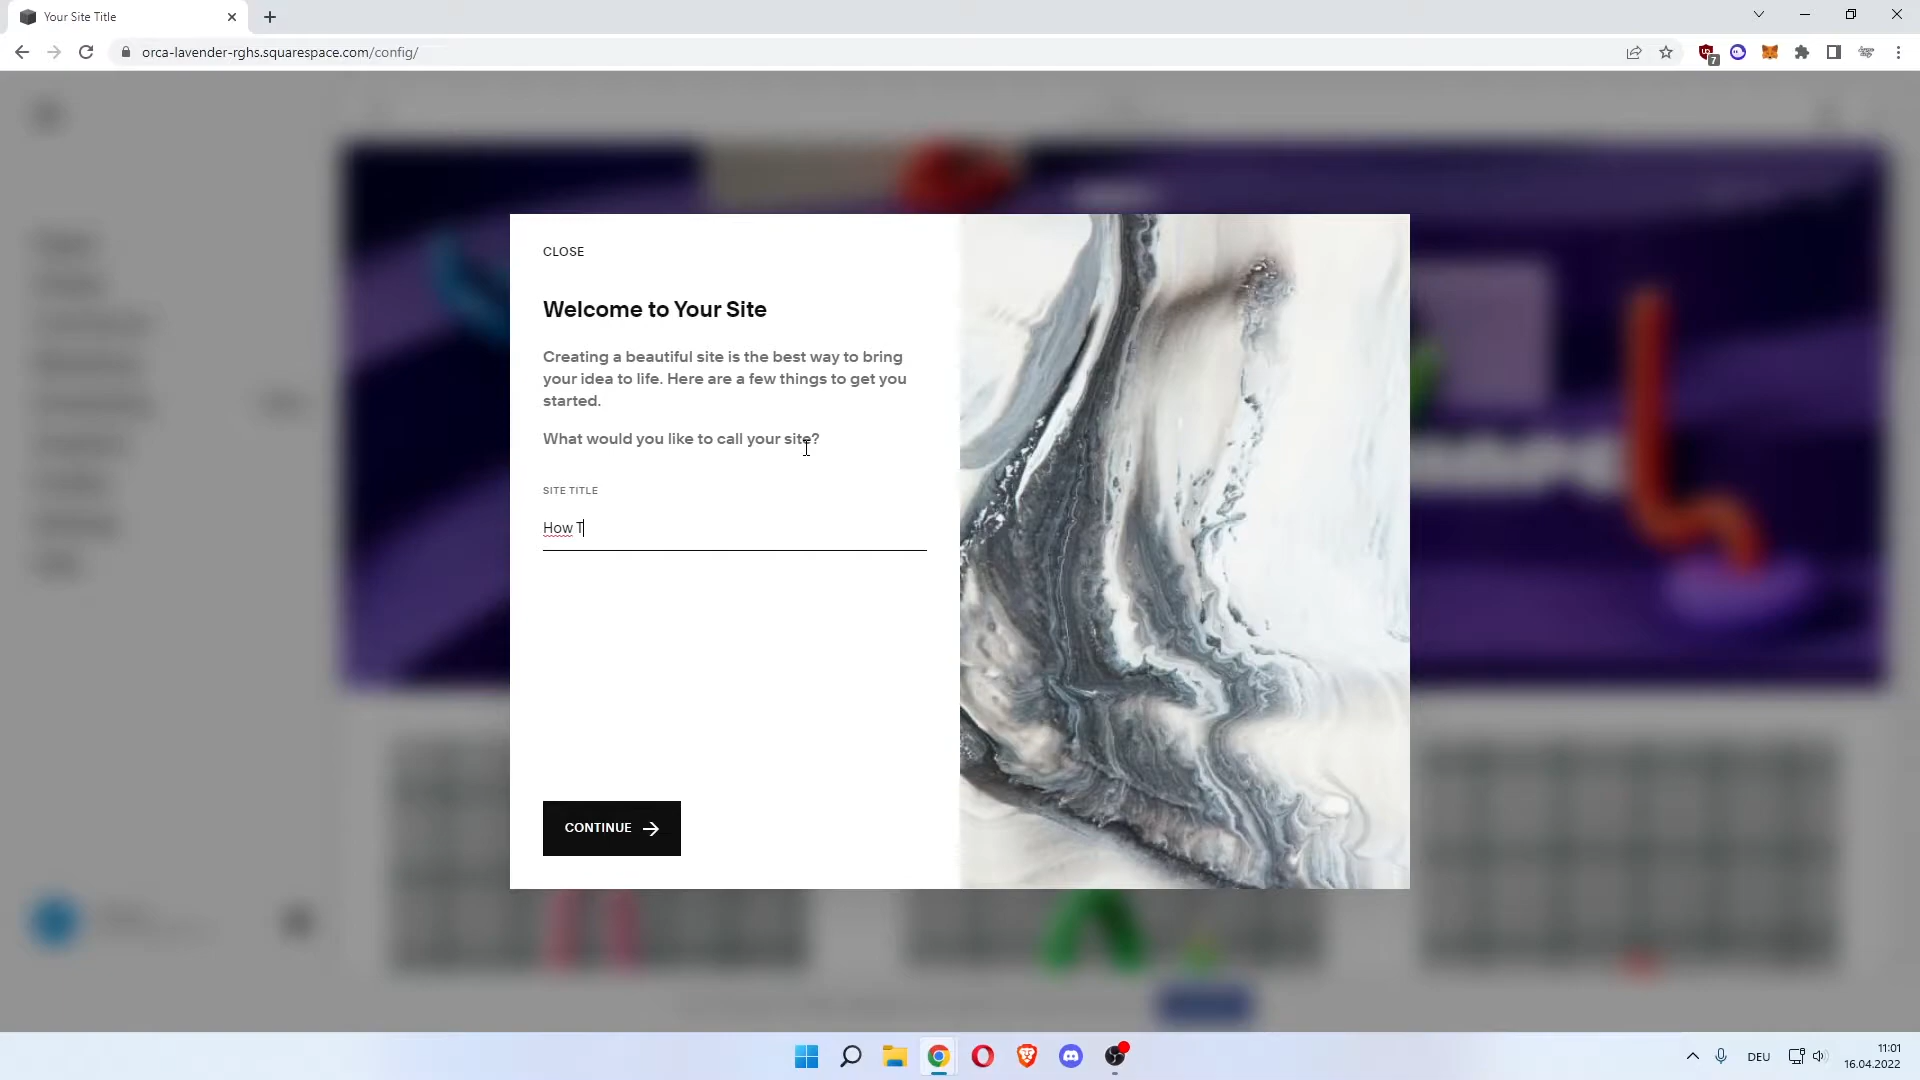 Your Site Title
orca-lavender-rghs.squarespace.com/config/
7
CLOSE
Welcome to Your Site
Creating a beautiful site is the best way to bring
your idea to life. Here are a few things to get you
started.
What would you like to call your site?
SITE TITLE
How T
CONTINUE
DEU
11:01
16.04.2022